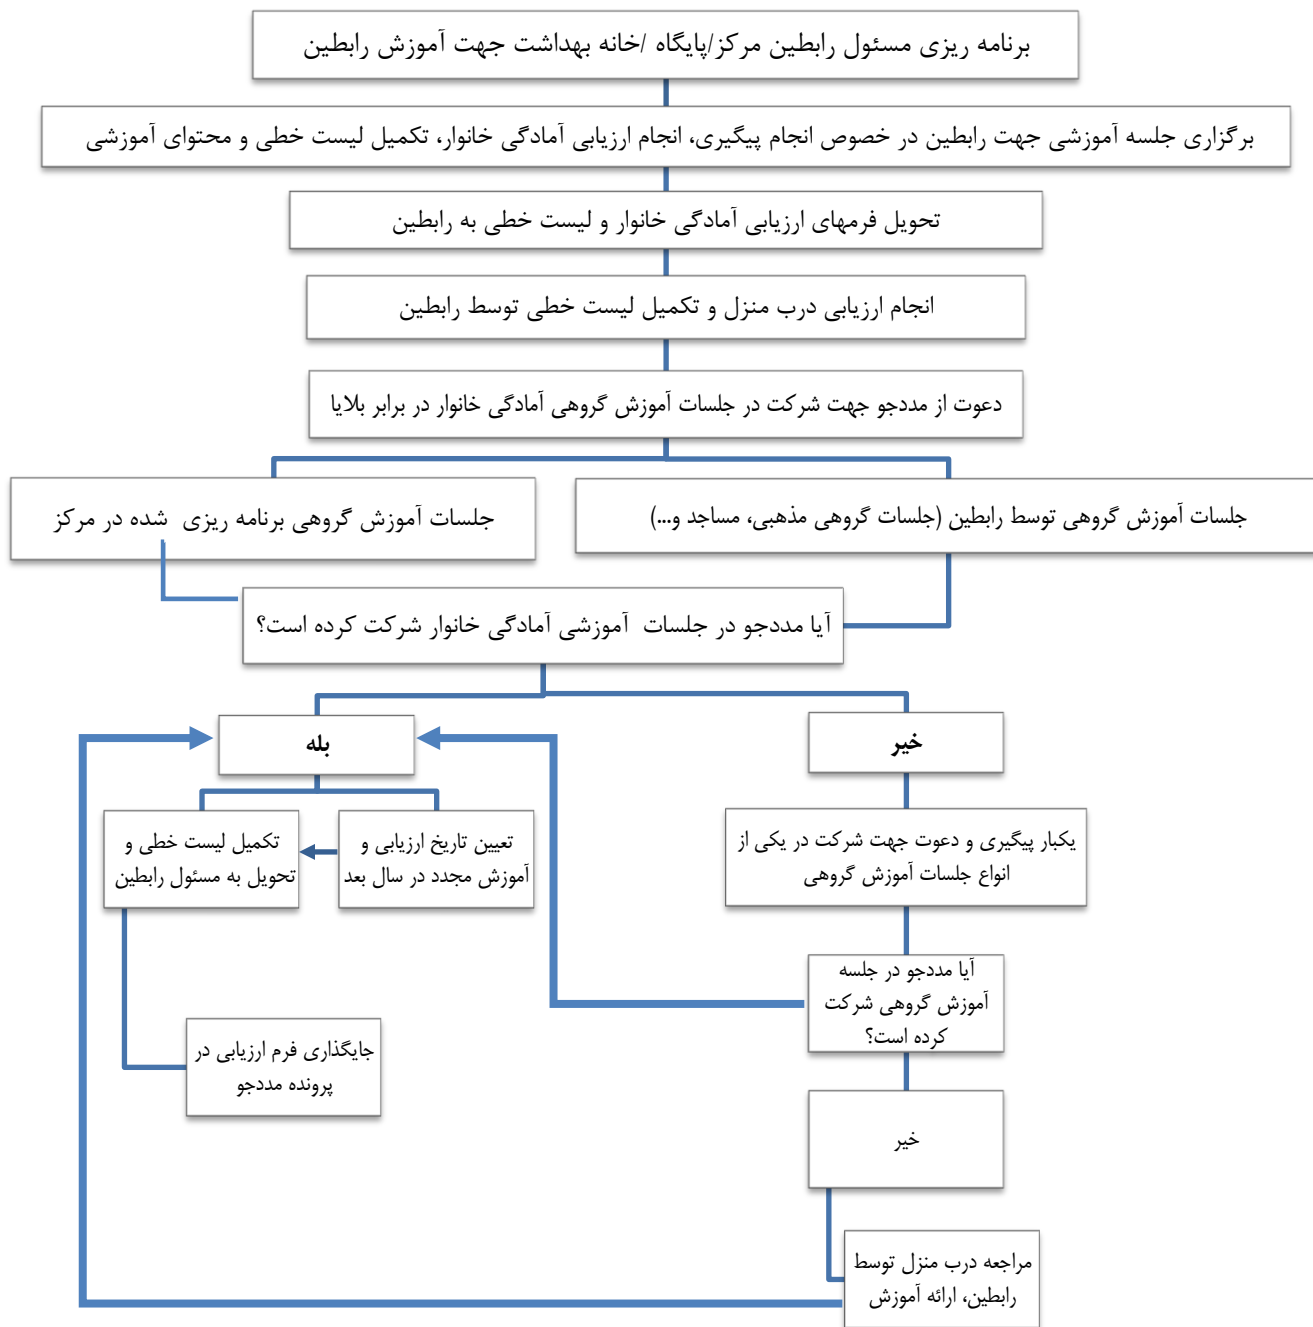 برنامه ریزی مسئول رابطین مرکز/پایگاه /خانه بهداشت جهت آموزش رابطین
برگزاری جلسه آموزشی جهت رابطین در خصوص انجام پیگیری، انجام ارزیابی آمادگی خانوار، تکمیل لیست خطی و محتوای آموزشی
تحویل فرمهای ارزیابی آمادگی خانوار و لیست خطی به رابطین
انجام ارزیابی درب منزل و تکمیل لیست خطی توسط رابطین
دعوت از مددجو جهت شرکت در جلسات آموزش گروهی آمادگی خانوار در برابر بلایا
جلسات آموزش گروهی توسط رابطین (جلسات گروهی مذهبی، مساجد و...)
جلسات آموزش گروهی برنامه ریزی شده در مرکز
آیا مددجو در جلسات آموزشی آمادگی خانوار شرکت کرده است؟
خیر
بله
یکبار پیگیری و دعوت جهت شرکت در یکی از
انواع جلسات آموزش گروهی
تعیین تاریخ ارزیابی و
آموزش مجدد در سال بعد
تکمیل لیست خطی و
تحویل به مسئول رابطین
آیا مددجو در جلسه
آموزش گروهی شرکت
کرده است؟
جایگذاری فرم ارزیابی در
پرونده مددجو
خیر
مراجعه درب منزل توسط
رابطین، ارائه آموزش